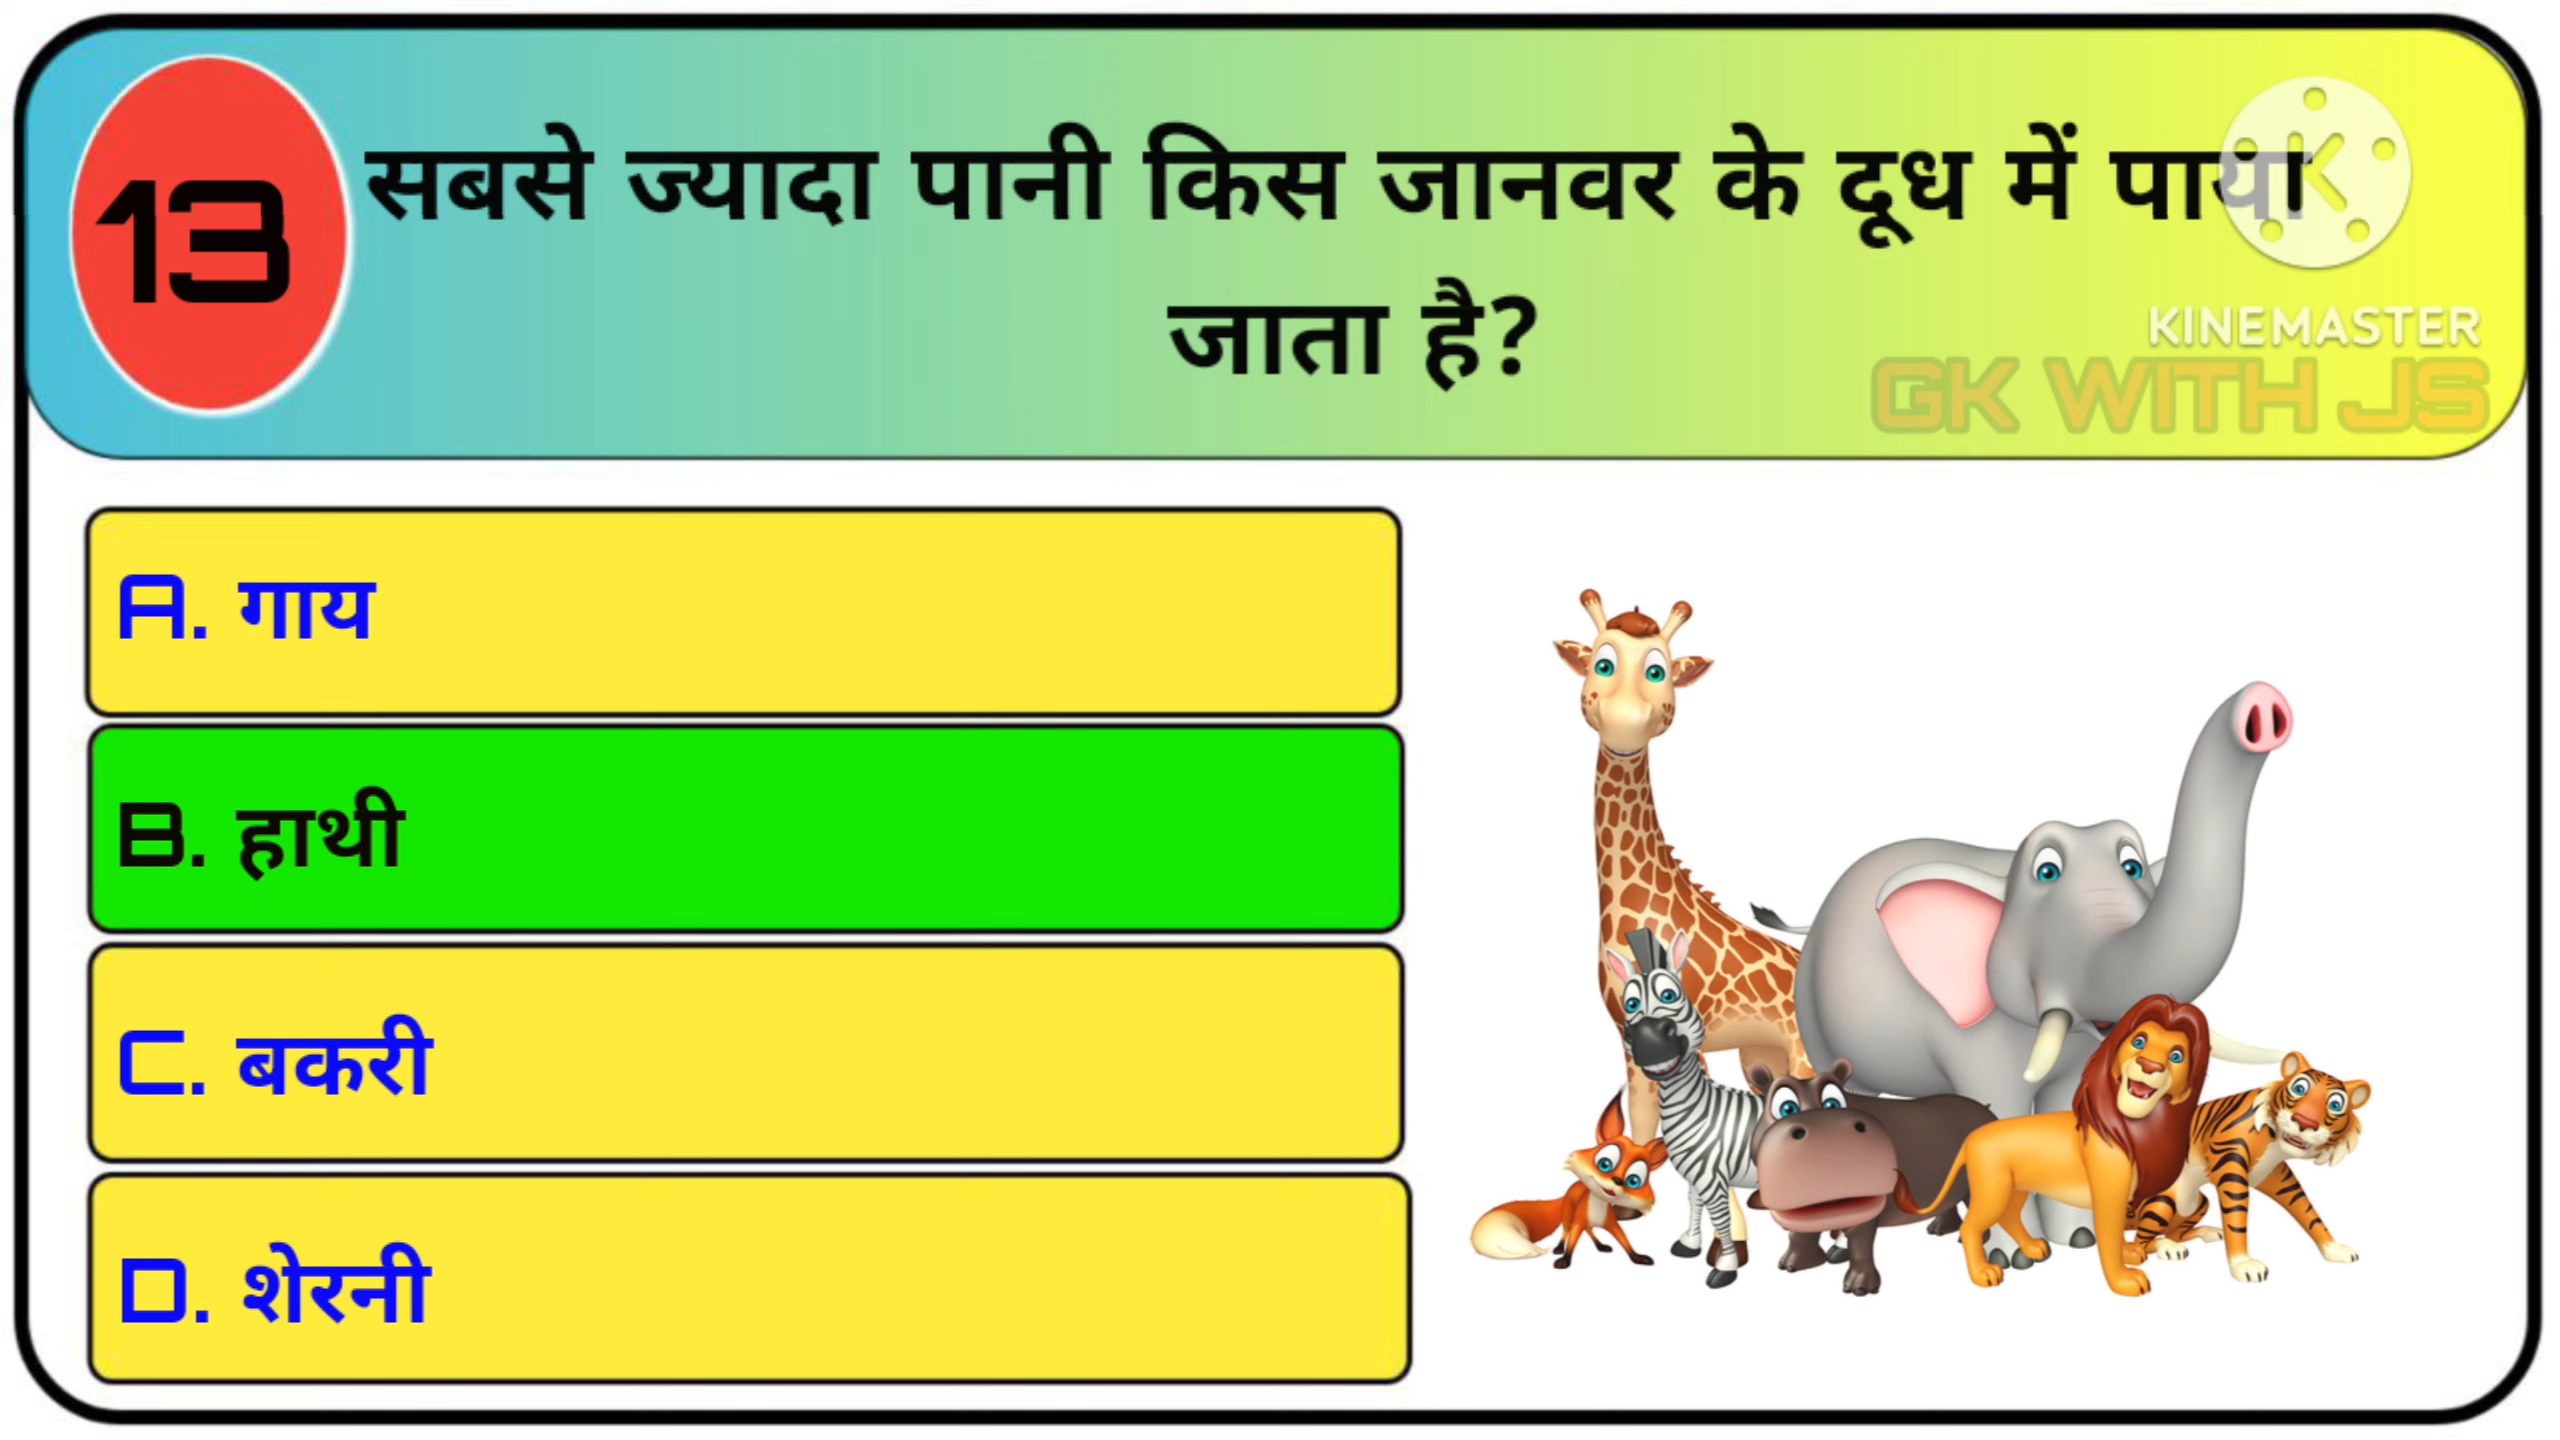 13
सबसे ज्यादा पानी किस जानवर के दूध में पाया
जाता है?
KINEMASTER
GK WITH JS
A. गाय
B. हाथी
C. बकरी
D. शेरनी